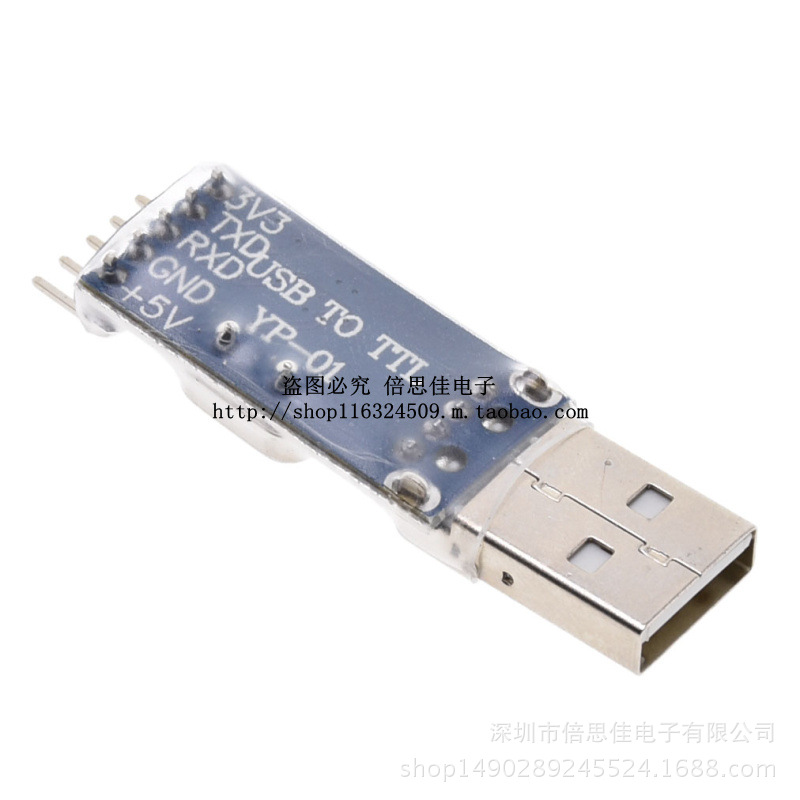 3V3
TXD
RXD
GND
+5V
USB TO TTL
YP-01
盗图必究 倍思佳电子
http://shop116324509.m.taobao.com
深圳市倍思佳电子有限公司
shop1490289245524.1688.com